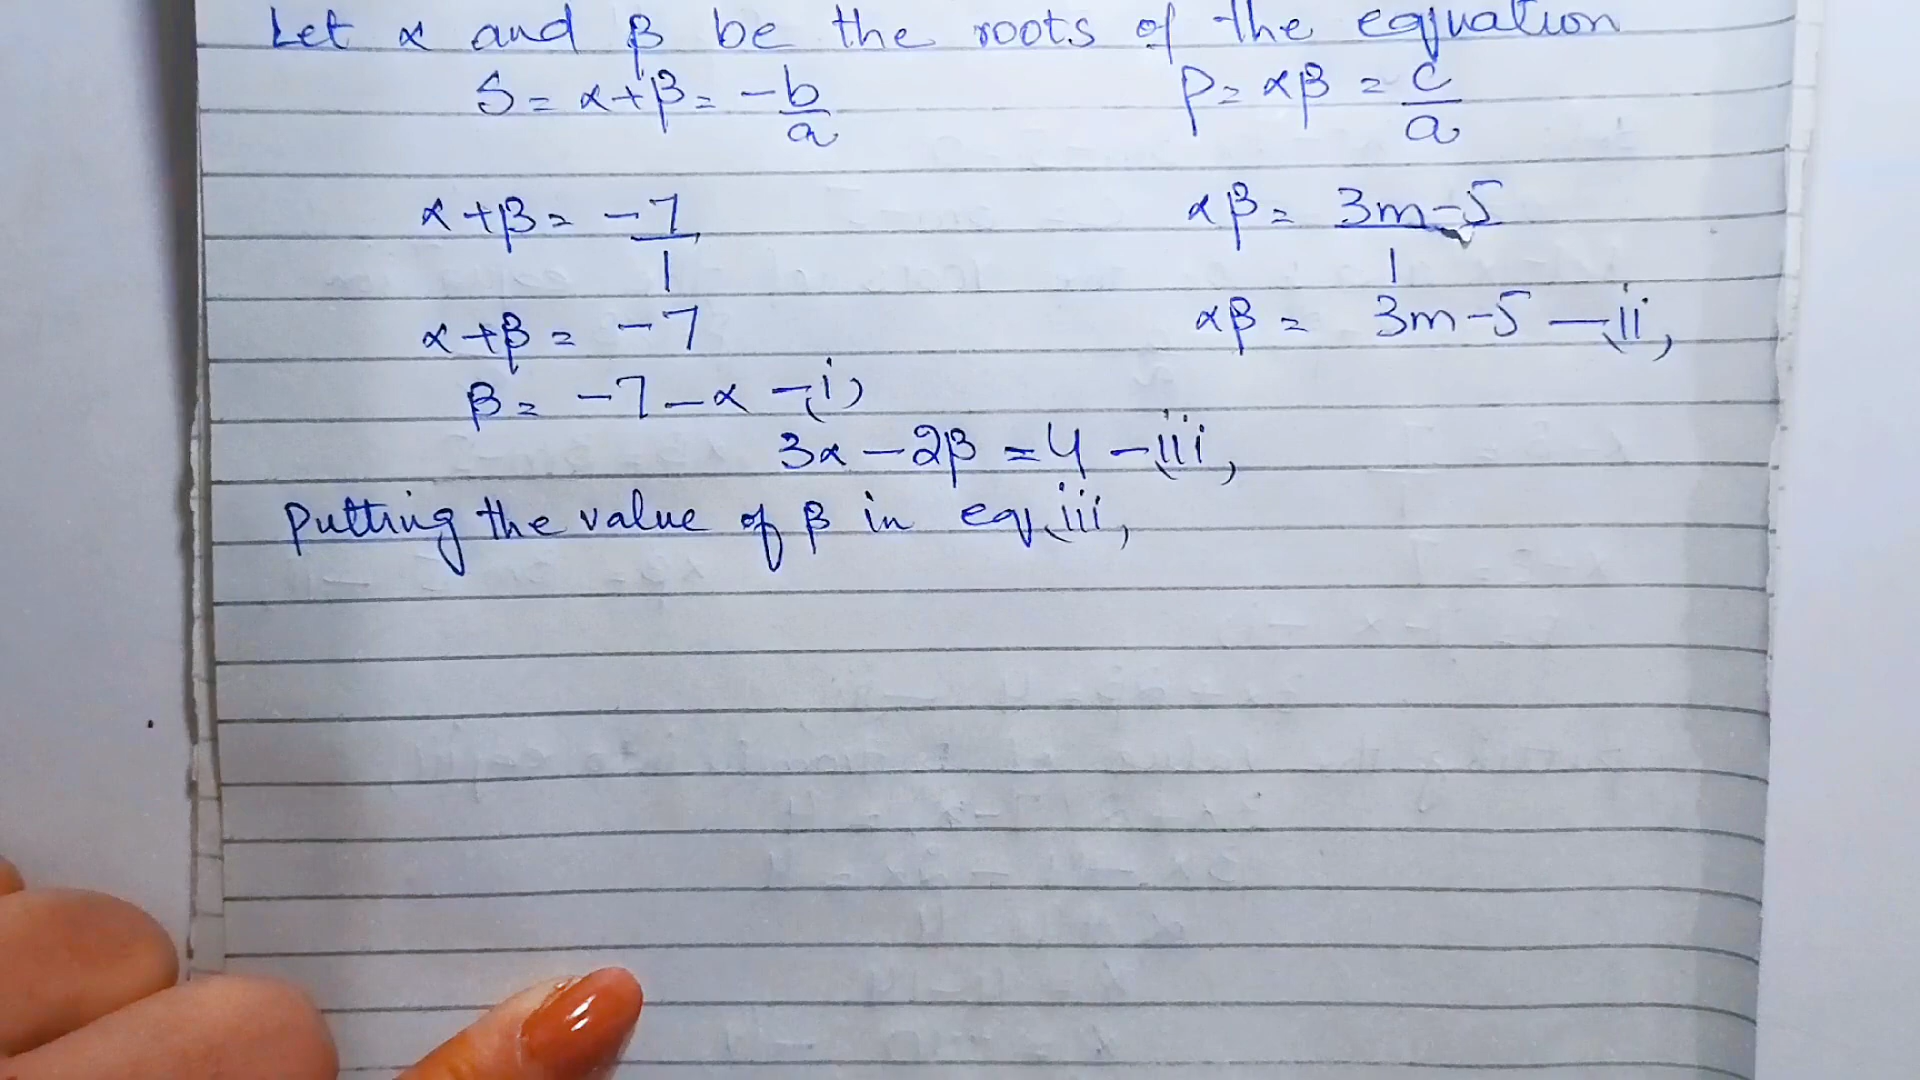 Let α and β be the roots of the equation
S = α+β = -b/a P = αβ = c/a
α+β = -7/1 αβ = 3m-5/1
α+β = -7 αβ = 3m-5 —(ii)
β = -7-α —(i)
3α-2β = 4 —(iii)
Putting the value of β in eq.(iii)